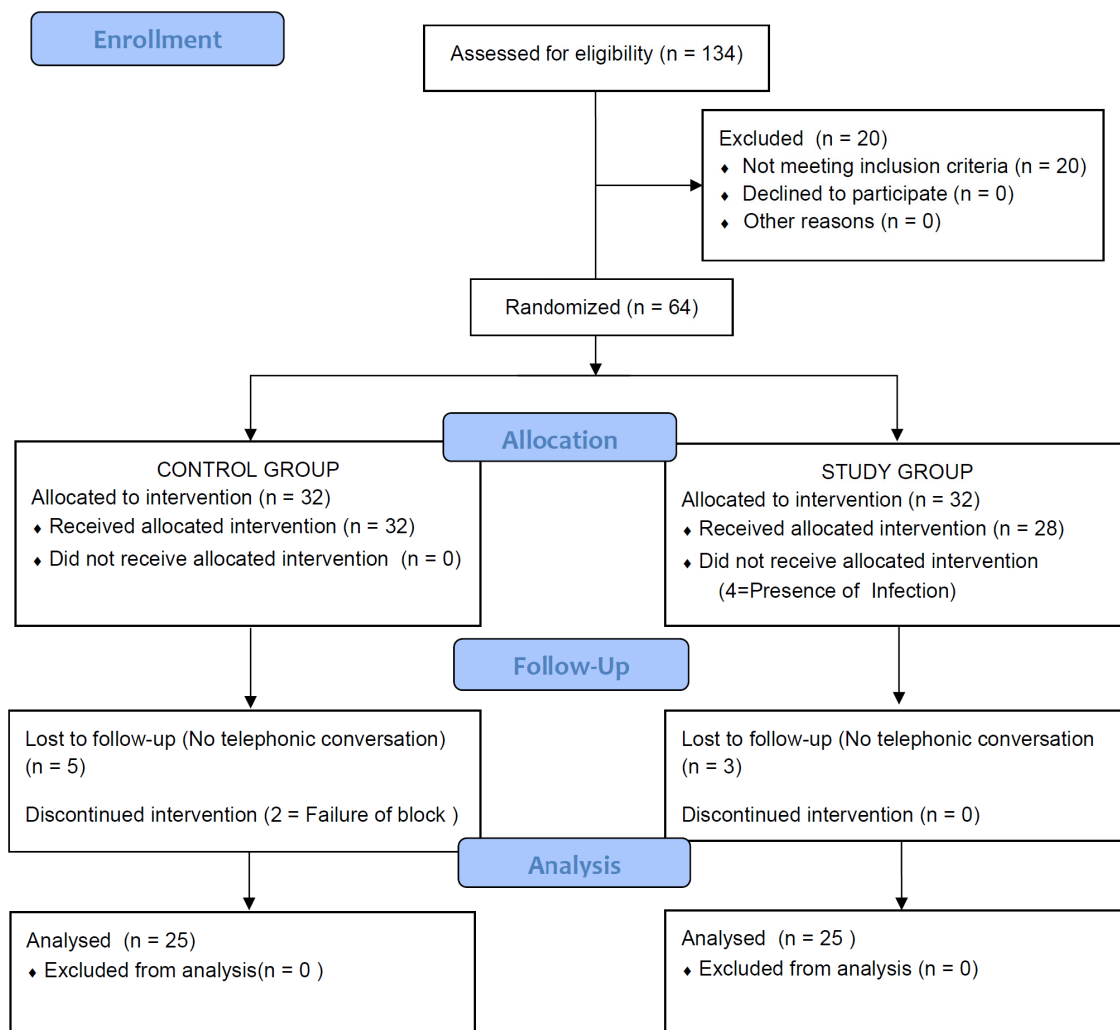 Enrollment
Assessed for eligibility (n = 134)
Excluded (n = 20)
⬧ Not meeting inclusion criteria (n = 20)
⬧ Declined to participate (n = 0)
⬧ Other reasons (n = 0)
Randomized (n = 64)
Allocation
CONTROL GROUP
Allocated to intervention (n = 32)
⬧ Received allocated intervention (n = 32)
⬧ Did not receive allocated intervention (n = 0)
STUDY GROUP
Allocated to intervention (n = 32)
⬧ Received allocated intervention (n = 28)
⬧ Did not receive allocated intervention
(4=Presence of Infection)
Follow-Up
Lost to follow-up (No telephonic conversation)
(n = 5)
Discontinued intervention (2 = Failure of block )
Lost to follow-up (No telephonic conversation
(n = 3)
Discontinued intervention (n = 0)
Analysis
Analysed (n = 25)
⬧ Excluded from analysis(n = 0 )
Analysed (n = 25 )
⬧ Excluded from analysis (n = 0)